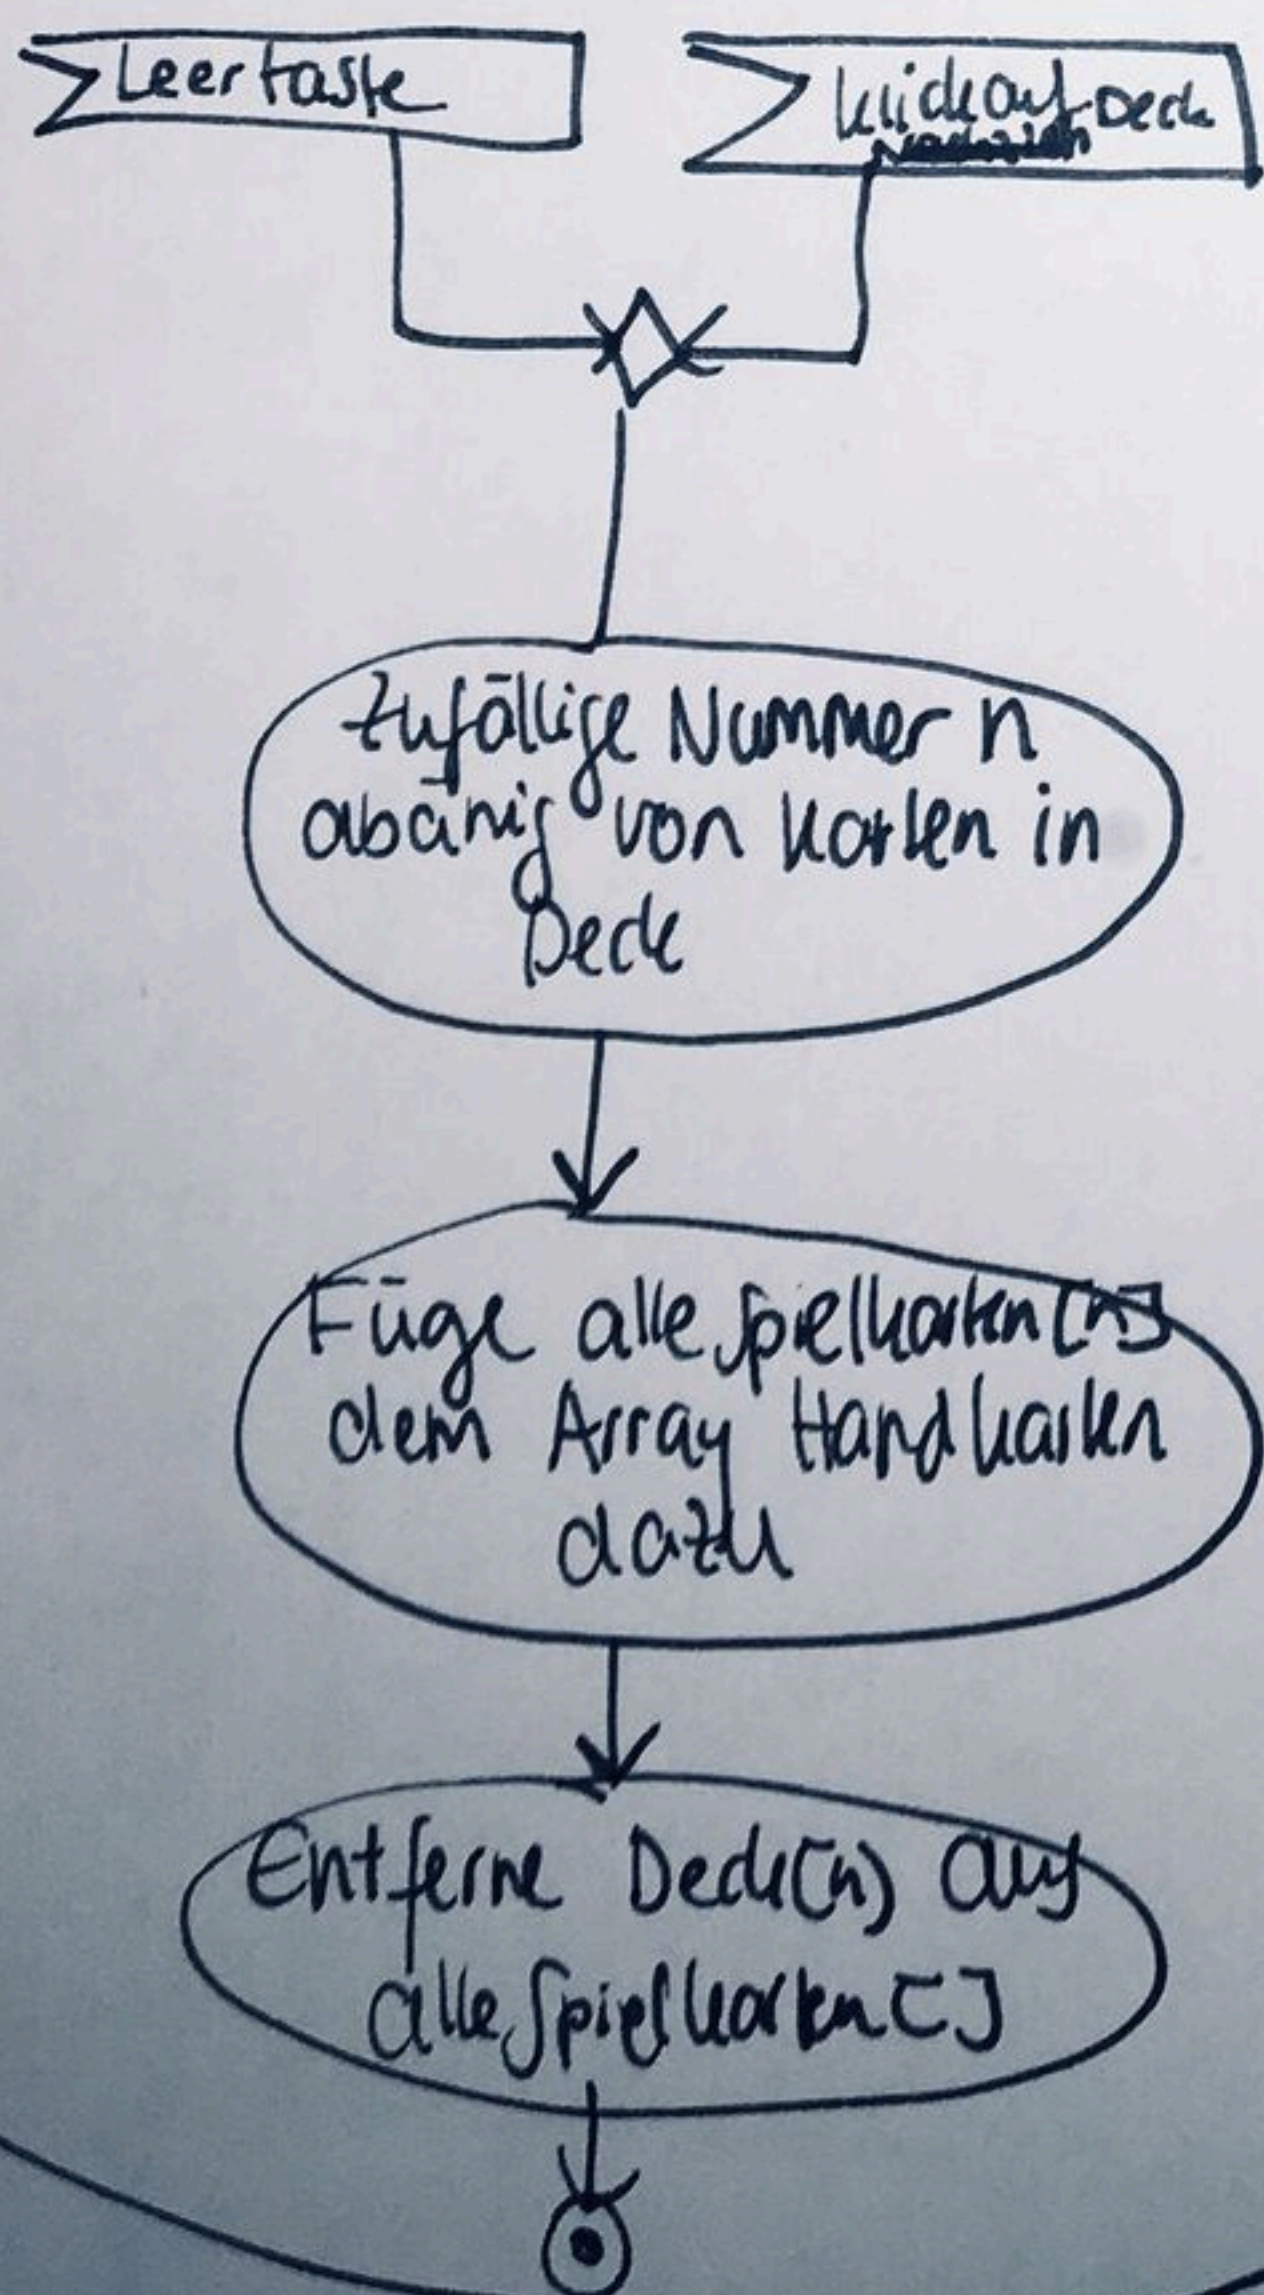 Leertaste
klick auf Deck
Zufällige Nummer n
abänig von Karten in
Deck
Füge alleSpielkarten[n]
dem Array Handkarten
dazu
Entferne Deck[n] aus
alleSpielkarten[]